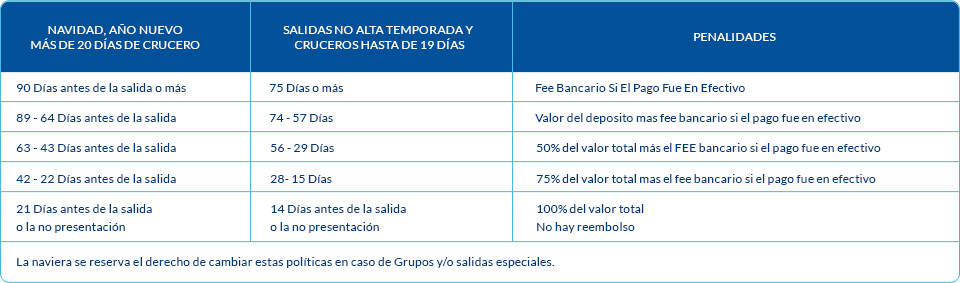 NAVIDAD, AÑO NUEVO
MÁS DE 20 DÍAS DE CRUCERO
SALIDAS NO ALTA TEMPORADA Y
CRUCEROS HASTA DE 19 DÍAS
PENALIDADES
90 Días antes de la salida o más
75 Días o más
Fee Bancario Si El Pago Fue En Efectivo
89 - 64 Días antes de la salida
74 - 57 Días
Valor del deposito mas fee bancario si el pago fue en efectivo
63 - 43 Días antes de la salida
56 - 29 Días
50% del valor total más el FEE bancario si el pago fue en efectivo
42 - 22 Días antes de la salida
28- 15 Días
75% del valor total mas el fee bancario si el pago fue en efectivo
21 Días antes de la salida
o la no presentación
14 Días antes de la salida
o la no presentación
100% del valor total
No hay reembolso
La naviera se reserva el derecho de cambiar estas políticas en caso de Grupos y/o salidas especiales.